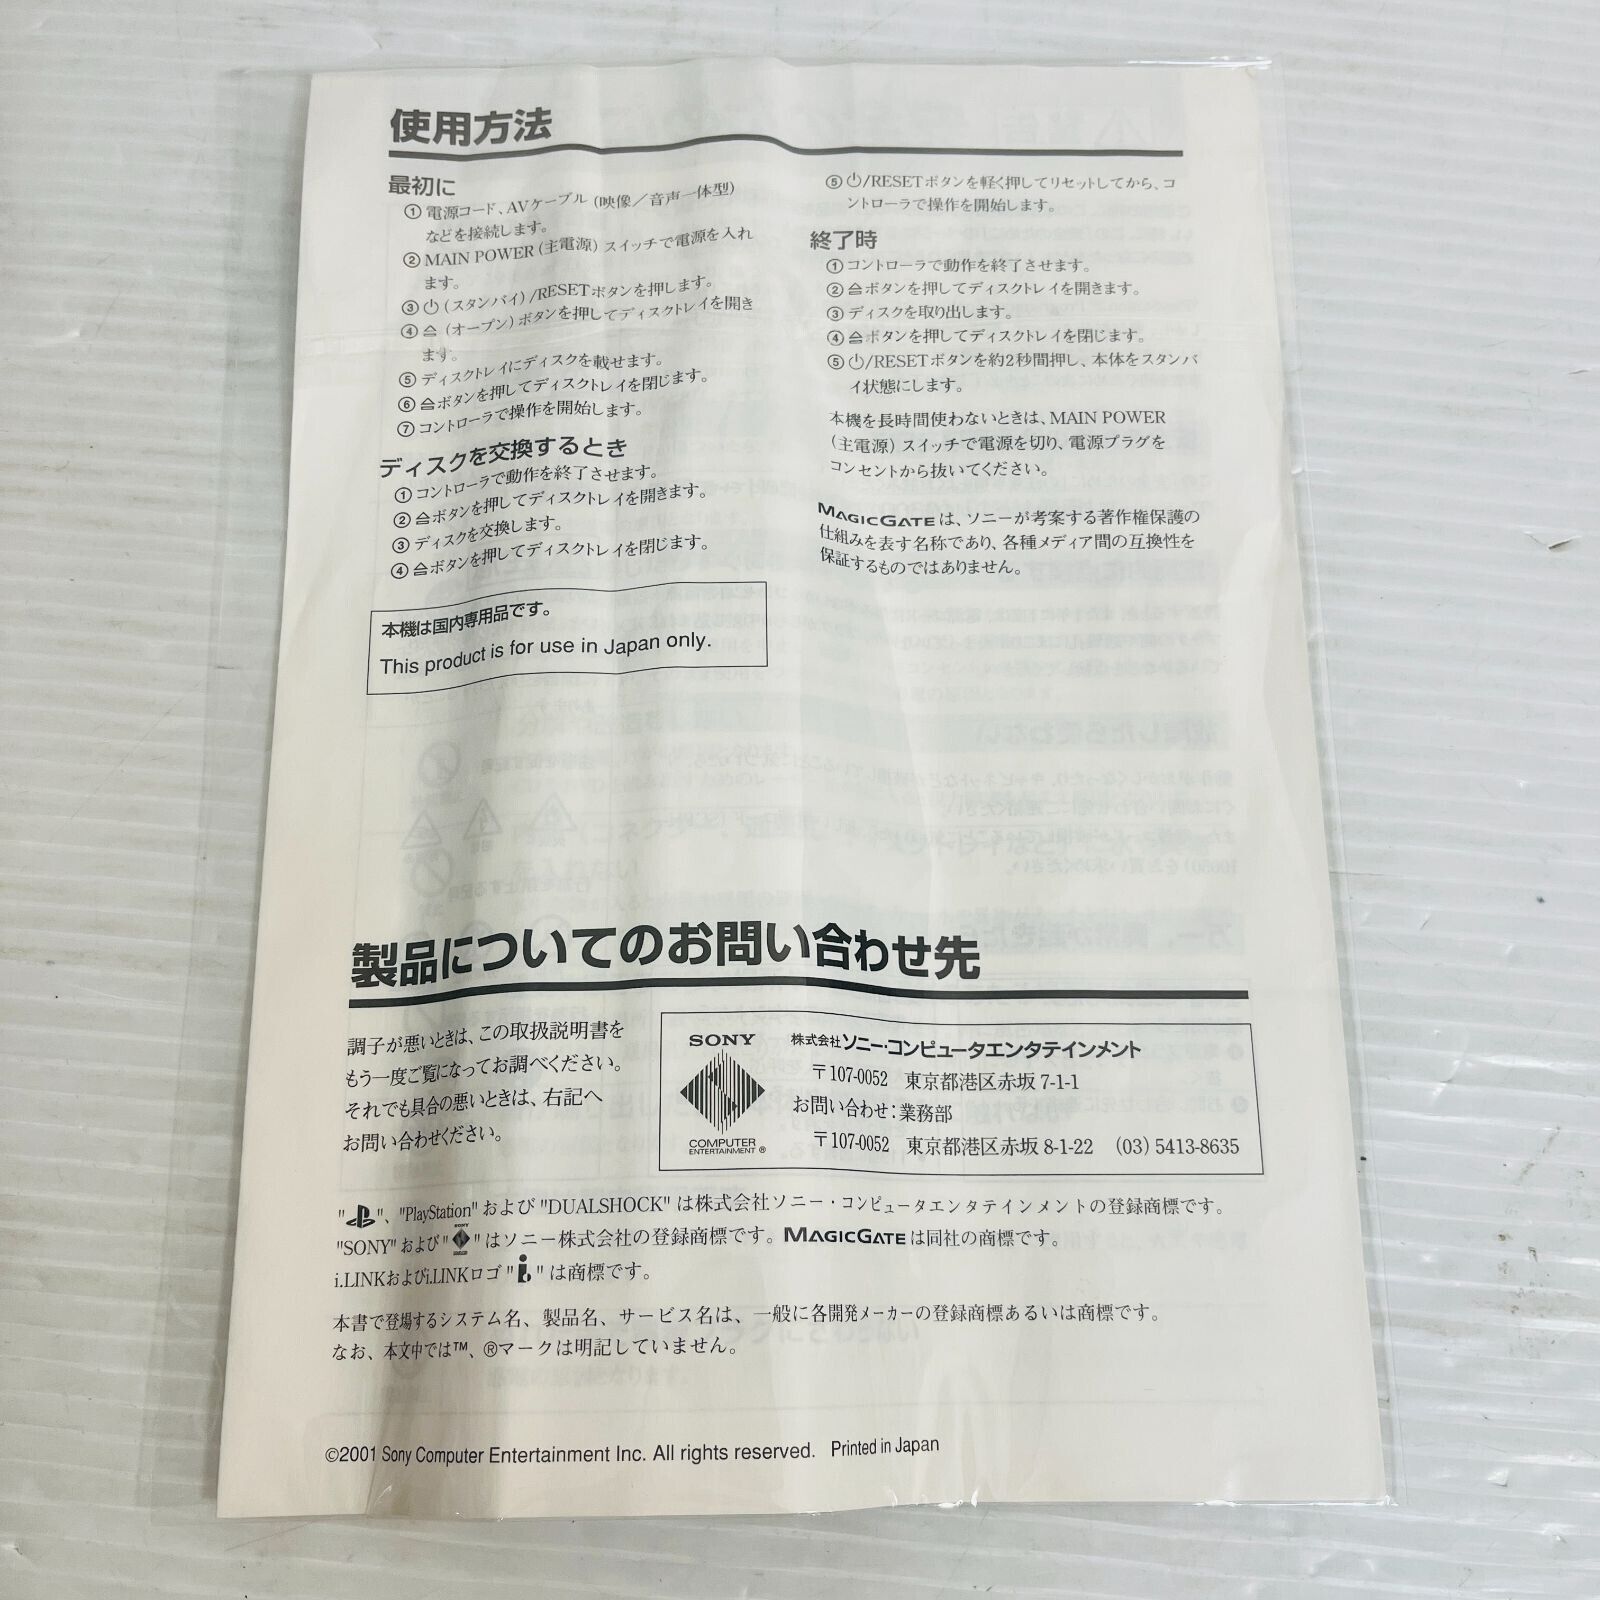 使用方法
最初に
① 電源コード、AVケーブル（映像／音声一体型）
などを接続します。
② MAIN POWER（主電源）スイッチで電源を入れ
ます。
③ ⏻（スタンバイ）/RESETボタンを押します。
④ ⏏（オープン）ボタンを押してディスクトレイを開き
ます。
⑤ ディスクトレイにディスクを載せます。
⑥ ⏏ボタンを押してディスクトレイを閉じます。
⑦ コントローラで操作を開始します。
ディスクを交換するとき
① コントローラで動作を終了させます。
② ⏏ボタンを押してディスクトレイを開きます。
③ ディスクを交換します。
④ ⏏ボタンを押してディスクトレイを閉じます。
本機は国内専用品です。
This product is for use in Japan only.
⑤ ⏻/RESETボタンを軽く押してリセットしてから、コ
ントローラで操作を開始します。
終了時
① コントローラで動作を終了させます。
② ⏏ボタンを押してディスクトレイを開きます。
③ ディスクを取り出します。
④ ⏏ボタンを押してディスクトレイを閉じます。
⑤ ⏻/RESETボタンを約2秒間押し、本体をスタンバ
イ状態にします。
本機を長時間使わないときは、MAIN POWER
（主電源）スイッチで電源を切り、電源プラグを
コンセントから抜いてください。
MAGICGATEは、ソニーが考案する著作権保護の
仕組みを表す名称であり、各種メディア間の互換性を
保証するものではありません。
製品についてのお問い合わせ先
調子が悪いときは、この取扱説明書を
もう一度ご覧になってお調べください。
それでも具合の悪いときは、右記へ
お問い合わせください。
SONY
COMPUTER
ENTERTAINMENT ®
株式会社ソニー・コンピュータエンタテインメント
〒107-0052 東京都港区赤坂 7-1-1
お問い合わせ：業務部
〒107-0052 東京都港区赤坂 8-1-22 (03) 5413-8635
" "、"PlayStation"および"DUALSHOCK"は株式会社ソニー・コンピュータエンタテインメントの登録商標です。
"SONY"および" "はソニー株式会社の登録商標です。MAGICGATEは同社の商標です。
i.LINKおよびi.LINKロゴ" "は商標です。
本書で登場するシステム名、製品名、サービス名は、一般に各開発メーカーの登録商標あるいは商標です。
なお、本文中では™、®マークは明記していません。
©2001 Sony Computer Entertainment Inc. All rights reserved. Printed in Japan